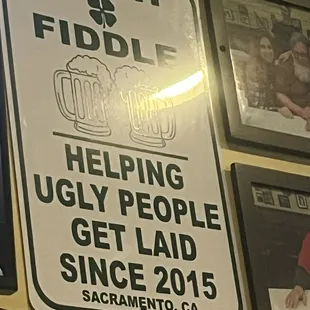 FIDDLE
HELPING
UGLY PEOPLE
GET LAID
SINCE 2015
SACRAMENTO, CA